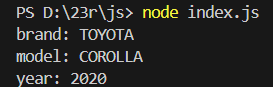 PS D:\23r\js> node index.js
brand: TOYOTA
model: COROLLA
year: 2020